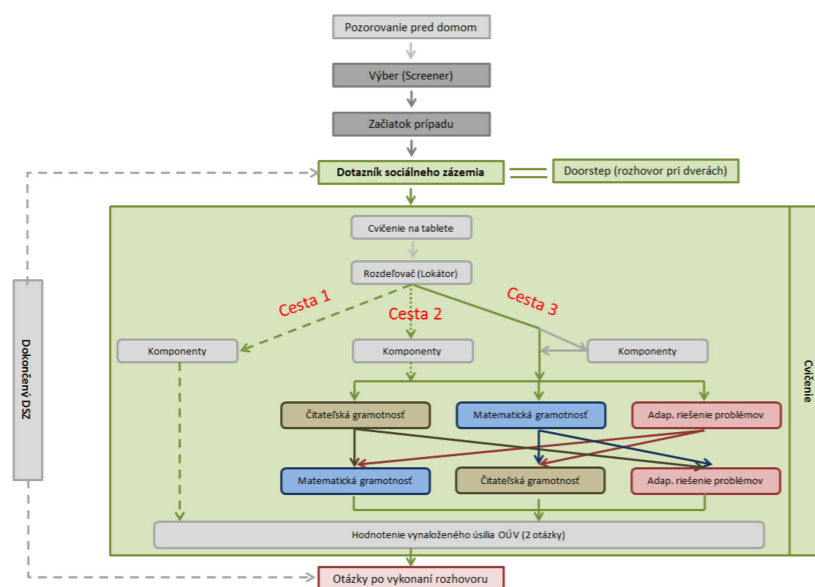 Pozorovanie pred domom
Výber (Screener)
Začiatok prípadu
Dotazník sociálneho zázemia
Doorstep (rozhovor pri dverách)
Cvičenie na tablete
Rozdeľovač (Lokátor)
Cesta 1
Cesta 2
Cesta 3
Komponenty
Komponenty
Komponenty
Čitateľská gramotnosť
Matematická gramotnosť
Adap. riešenie problémov
Matematická gramotnosť
Čitateľská gramotnosť
Adap. riešenie problémov
Hodnotenie vynaloženého úsilia OÚV (2 otázky)
Otázky po vykonaní rozhovoru
Dokončený DSZ
Cvičenie